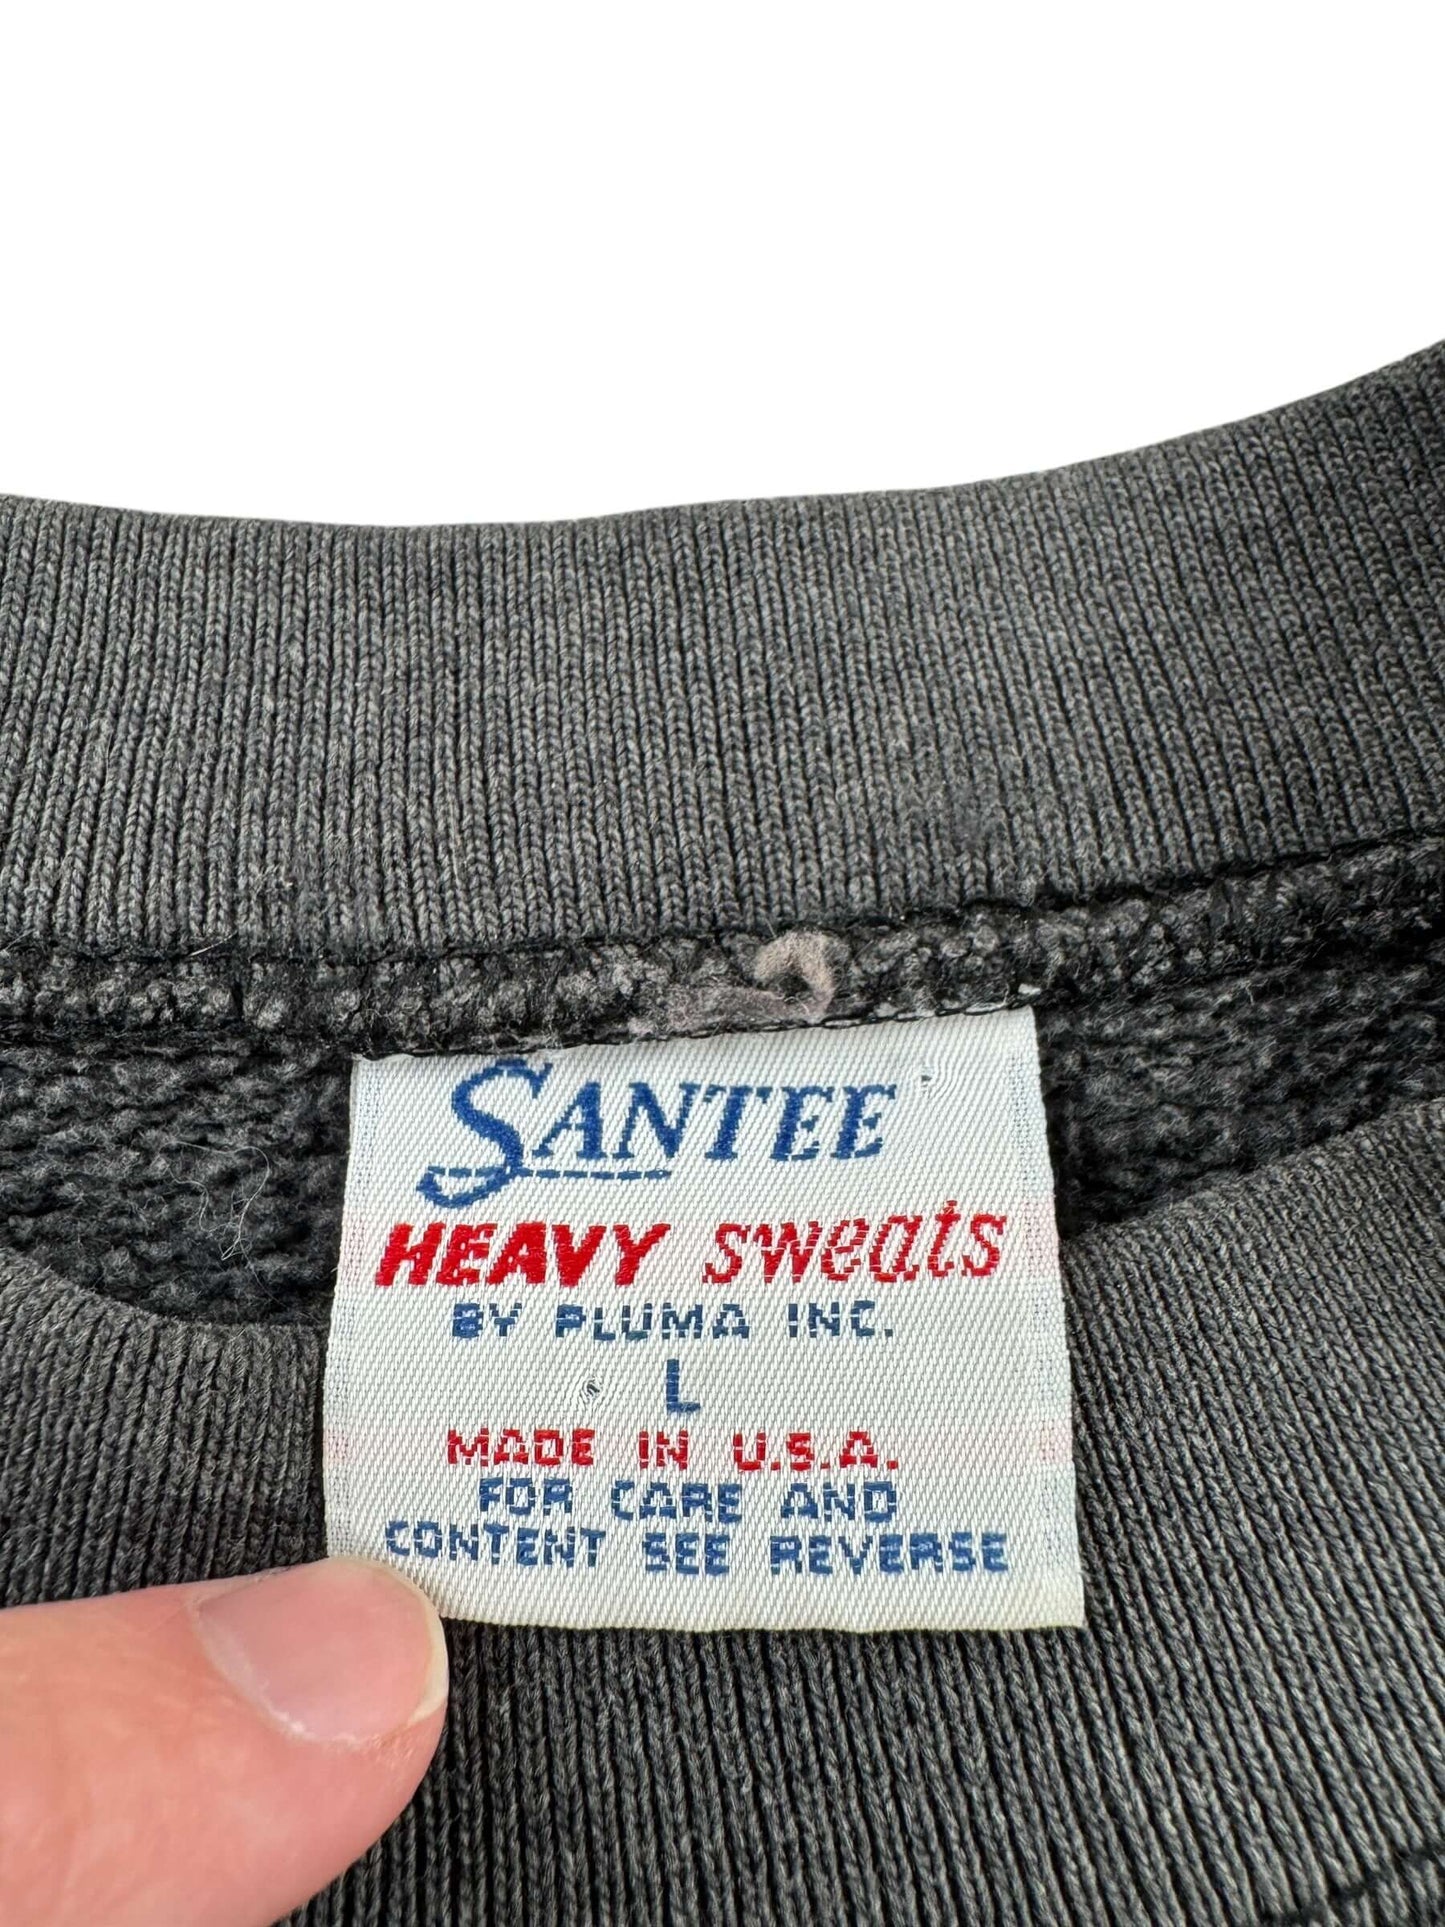 SANTEE
HEAVY sweats
BY PLUMA INC.
L
MADE IN U.S.A.
FOR CARE AND
CONTENT SEE REVERSE